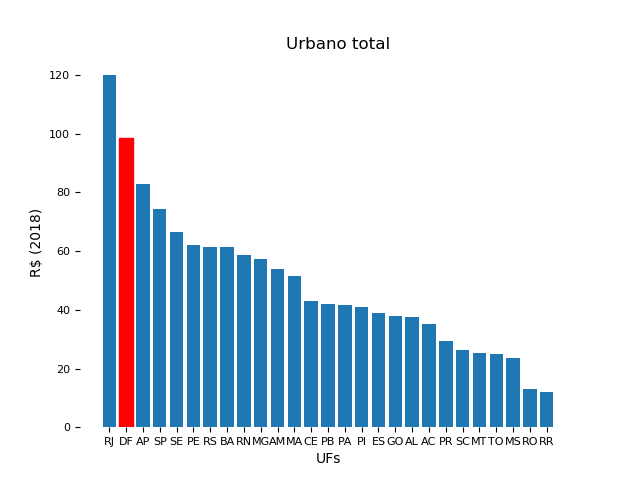 Urbano total
120
100
80
60
40
20
0
R$ (2018)
RJ DF AP SP SE PE RS BA RN MG AM MA CE PB PA PI ES GO AL AC PR SC MT TO MS RO RR
UFs